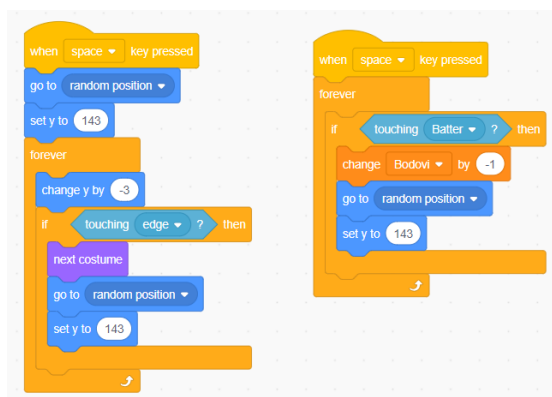 when space key pressed
go to random position
set y to 143
forever
change y by -3
if touching edge ? then
next costume
go to random position
set y to 143
when space key pressed
forever
if touching Batter ? then
change Bodovi by -1
go to random position
set y to 143